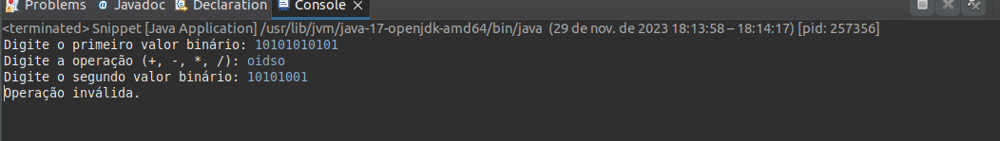 Problems Javadoc Declaration Console
<terminated> Snippet [Java Application] /usr/lib/jvm/java-17-openjdk-amd64/bin/java (29 de nov. de 2023 18:13:58 – 18:14:17) [pid: 257356]
Digite o primeiro valor binário: 10101010101
Digite a operação (+, -, *, /): oidso
Digite o segundo valor binário: 10101001
Operação inválida.